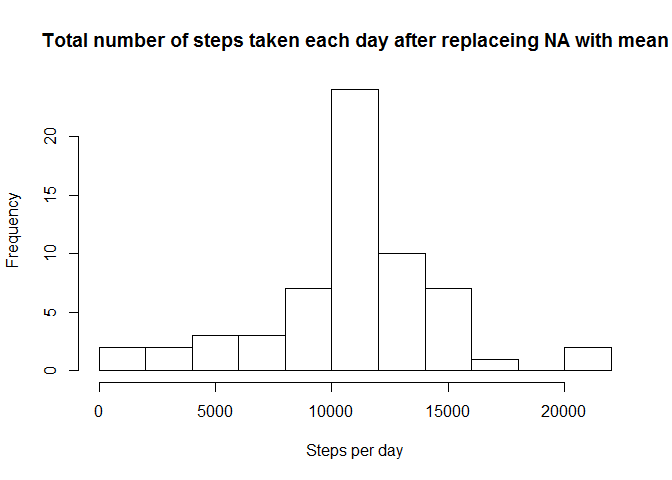 Total number of steps taken each day after replaceing NA with mean
Frequency
20
15
10
5
0
0 5000 10000 15000 20000
Steps per day